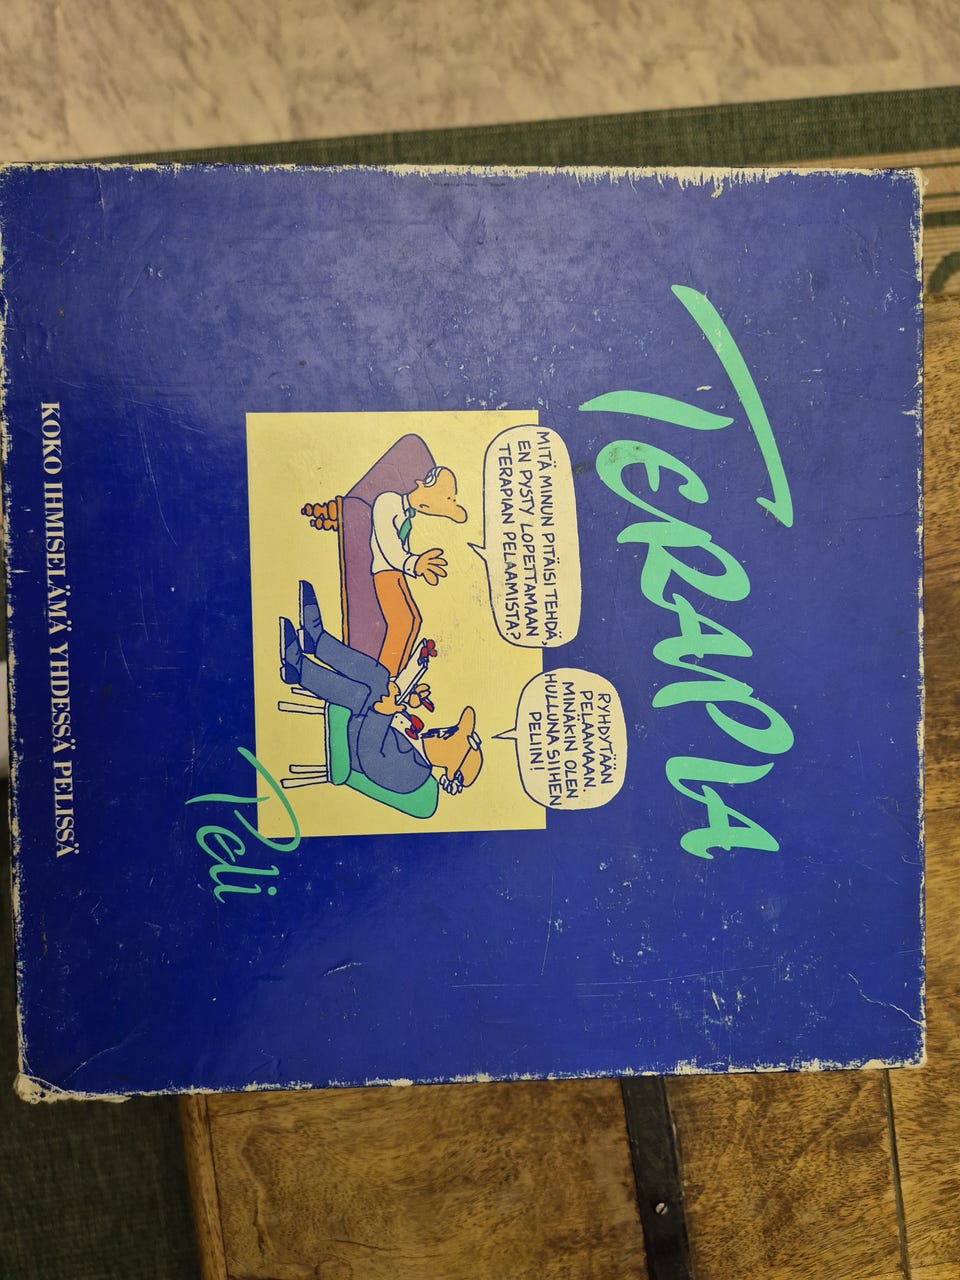 TERAPIA
MITÄ MINUN PITÄISI TEHDÄ,
EN PYSTY LOPETTAMAAN
TERAPIAN PELAAMISTA?
RYHDYTÄÄN
PELAAMAAN.
MINÄKIN OLEN
HULLUNA SIIHEN
PELIIN!
Peli
KOKO IHMISELÄMÄ YHDESSÄ PELISSÄ